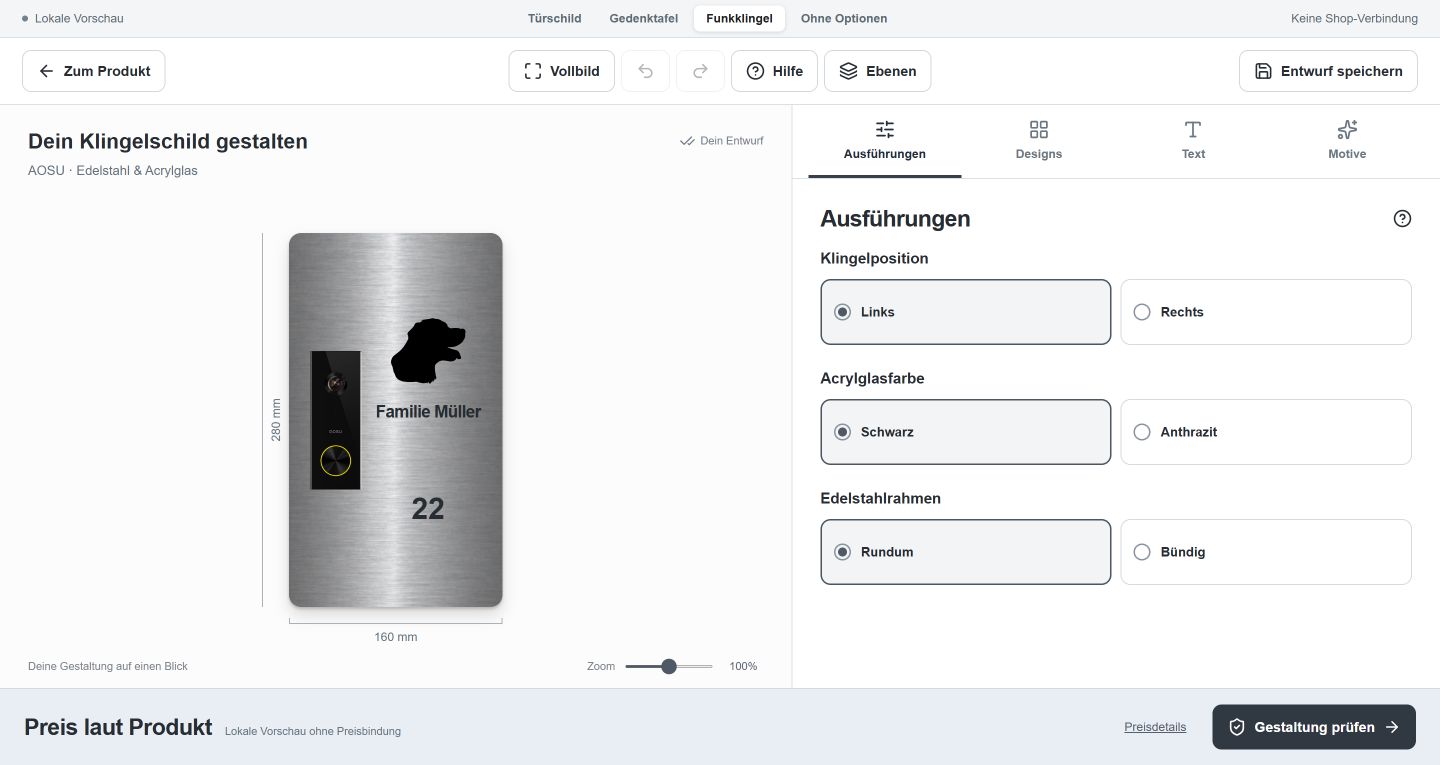 Lokale Vorschau
Türschild
Gedenktafel
Funkklingel
Ohne Optionen
Keine Shop-Verbindung
Zum Produkt
Vollbild
Hilfe
Ebenen
Entwurf speichern
Dein Klingelschild gestalten
Dein Entwurf
AOSU · Edelstahl & Acrylglas
280 mm
Familie Müller
aosu
22
160 mm
Deine Gestaltung auf einen Blick
Zoom
100%
Ausführungen
Designs
Text
Motive
Ausführungen
Klingelposition
Links
Rechts
Acrylglasfarbe
Schwarz
Anthrazit
Edelstahlrahmen
Rundum
Bündig
Preis laut Produkt
Lokale Vorschau ohne Preisbindung
Preisdetails
Gestaltung prüfen